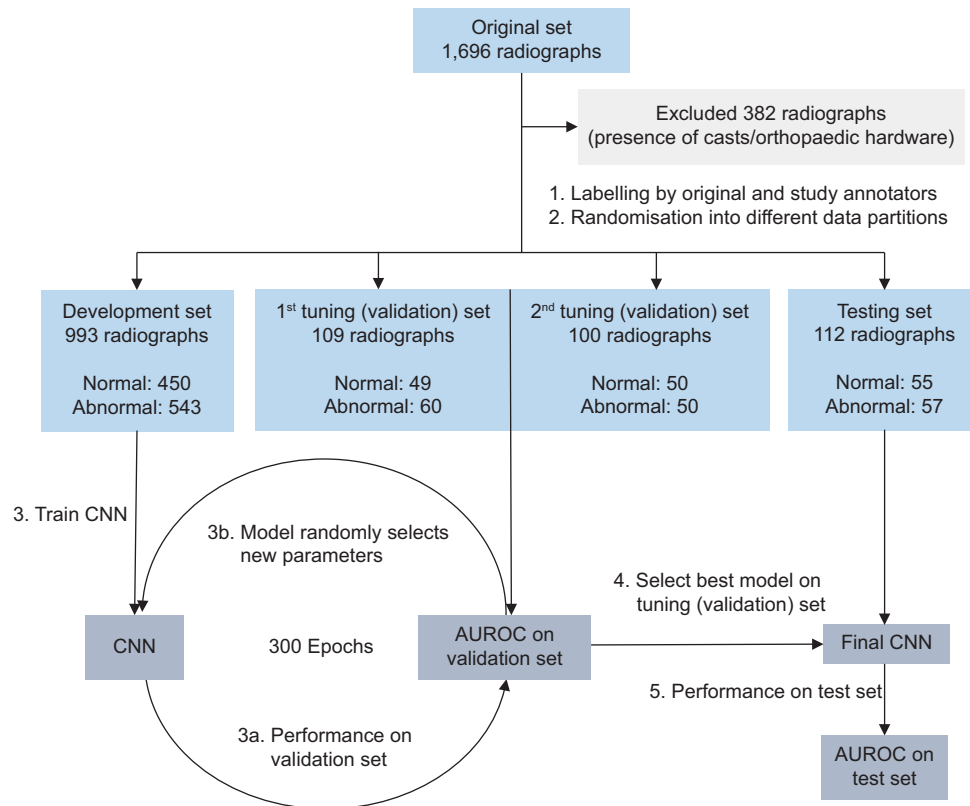 Original set
1,696 radiographs
Excluded 382 radiographs
(presence of casts/orthopaedic hardware)
1. Labelling by original and study annotators
2. Randomisation into different data partitions
Development set
993 radiographs
Normal: 450
Abnormal: 543
1st tuning (validation) set
109 radiographs
Normal: 49
Abnormal: 60
2nd tuning (validation) set
100 radiographs
Normal: 50
Abnormal: 50
Testing set
112 radiographs
Normal: 55
Abnormal: 57
3. Train CNN
3b. Model randomly selects
new parameters
4. Select best model on
tuning (validation) set
CNN
300 Epochs
AUROC on
validation set
Final CNN
3a. Performance on
validation set
5. Performance on test set
AUROC on
test set